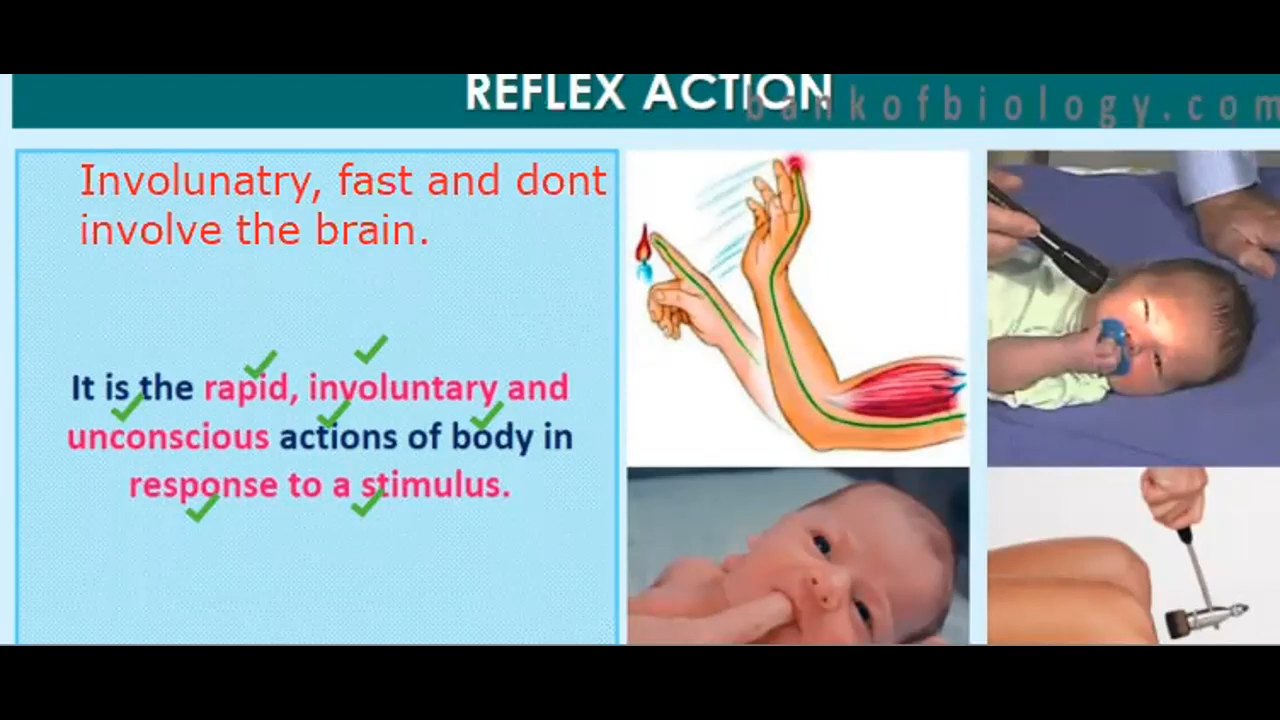 REFLEX ACTION
bankofbiology.com
Involunatry, fast and dont
involve the brain.
It is the rapid, involuntary and
unconscious actions of body in
response to a stimulus.